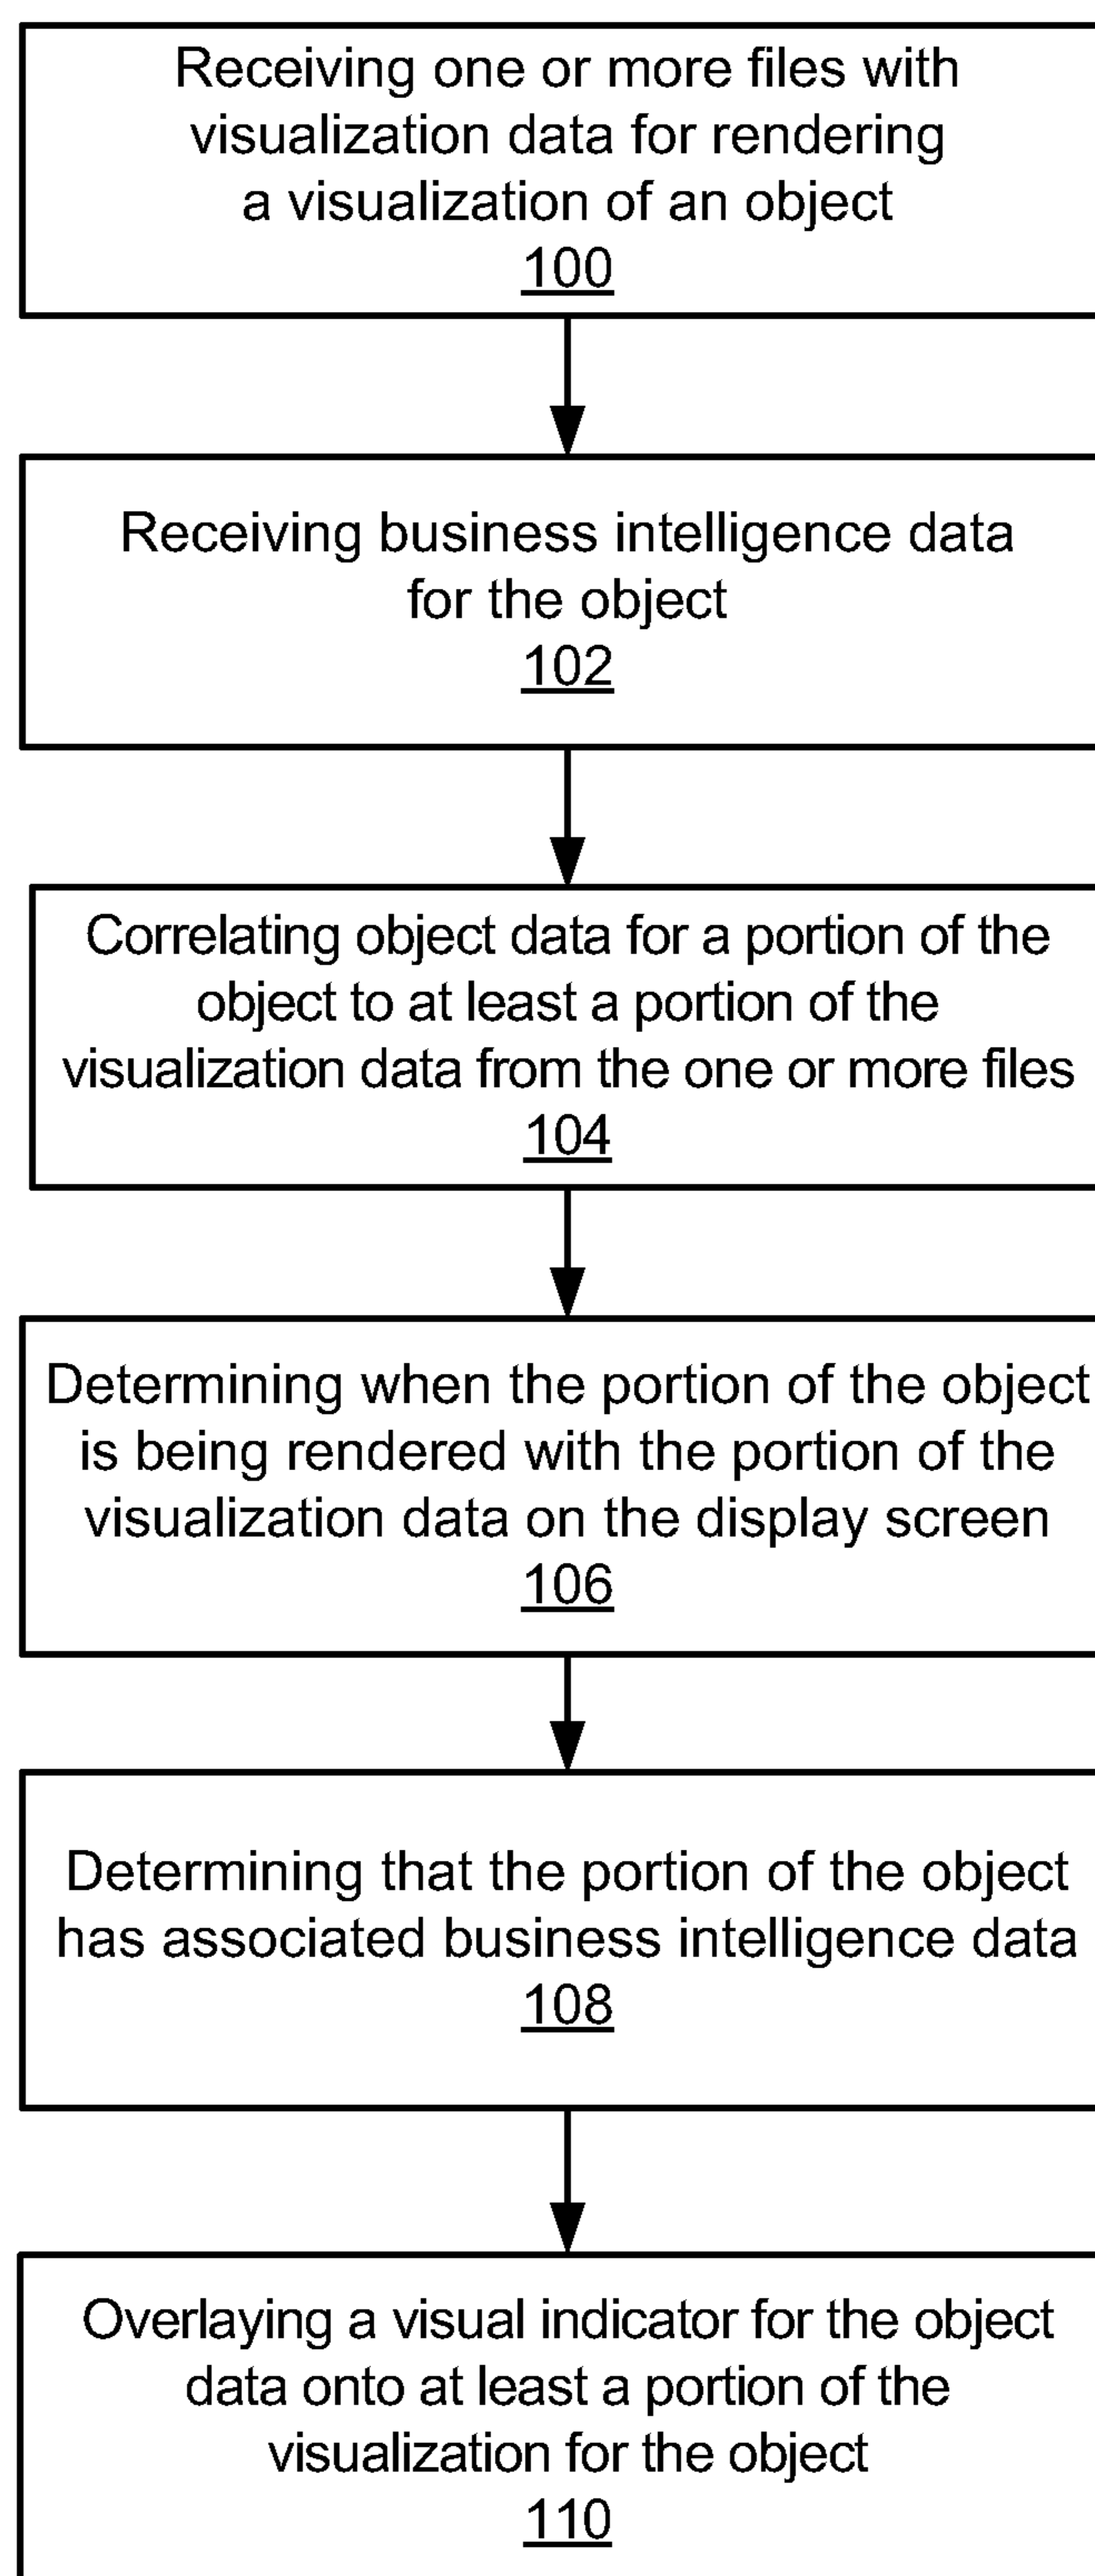 Receiving one or more files with
visualization data for rendering
a visualization of an object
100
Receiving business intelligence data
for the object
102
Correlating object data for a portion of the
object to at least a portion of the
visualization data from the one or more files
104
Determining when the portion of the object
is being rendered with the portion of the
visualization data on the display screen
106
Determining that the portion of the object
has associated business intelligence data
108
Overlaying a visual indicator for the object
data onto at least a portion of the
visualization for the object
110